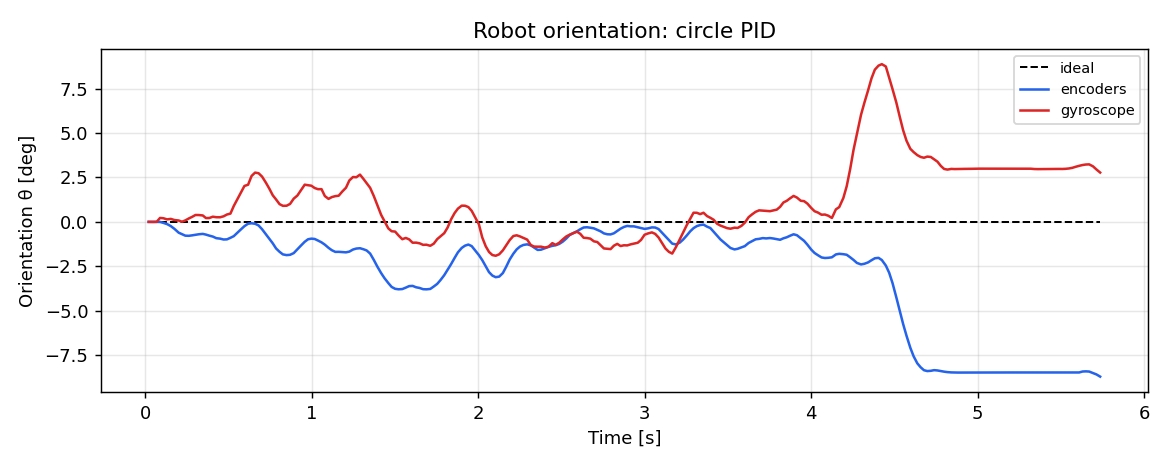 Robot orientation: circle PID
ideal
encoders
gyroscope
Orientation θ [deg]
7.5
5.0
2.5
0.0
−2.5
−5.0
−7.5
0 1 2 3 4 5 6
Time [s]